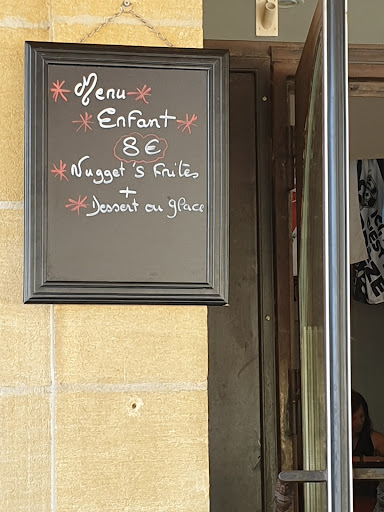 Menu
Enfant
8€
Nugget's Frites
+
Dessert ou glace